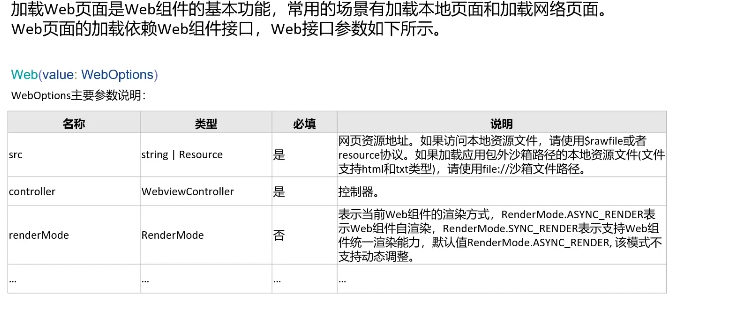 加载Web页面是Web组件的基本功能，常用的场景有加载本地页面和加载网络页面。
Web页面的加载依赖Web组件接口，Web接口参数如下所示。
Web(value: WebOptions)
WebOptions主要参数说明：
名称 类型 必填 说明
src string | Resource 是 网页资源地址。如果访问本地资源文件，请使用$rawfile或者
resource协议。如果加载应用包外沙箱路径的本地资源文件(文件
支持html和txt类型)，请使用file://沙箱文件路径。
controller WebviewController 是 控制器。
renderMode RenderMode 否 表示当前Web组件的渲染方式，RenderMode.ASYNC_RENDER表
示Web组件自渲染，RenderMode.SYNC_RENDER表示支持Web组
件统一渲染能力，默认值RenderMode.ASYNC_RENDER, 该模式不
支持动态调整。
... ... ... ...